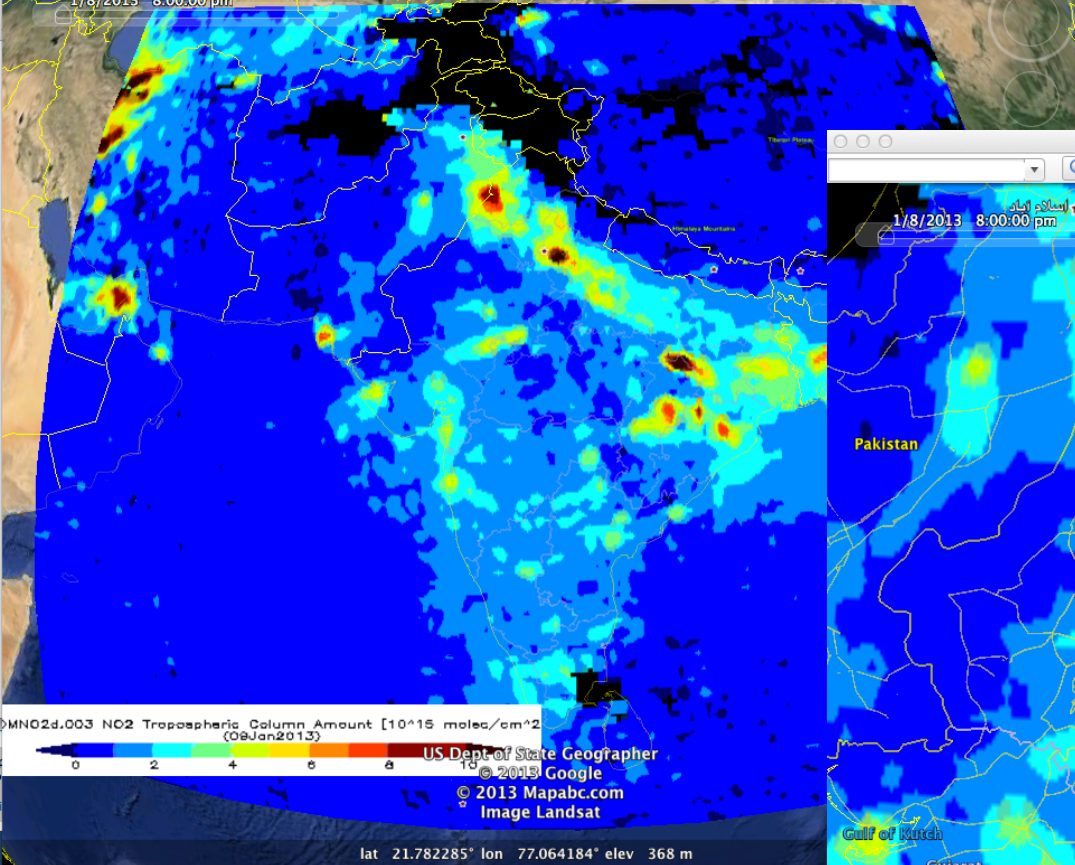 1/8/2013 8:00:00 pm
Tibetan Plateau
اسلام آباد
1/8/2013 8:00:00 pm
Himalaya Mountains
Pakistan
MNO2d.003 NO2 Tropospheric Column Amount [10^15 molec/cm^2
(08Jan2013)
0 2 4 6 8 10
US Dept of State Geographer
© 2013 Google
© 2013 Mapabc.com
Image Landsat
Gulf of Kutch
Gujarat
lat 21.782285° lon 77.064184° elev 368 m